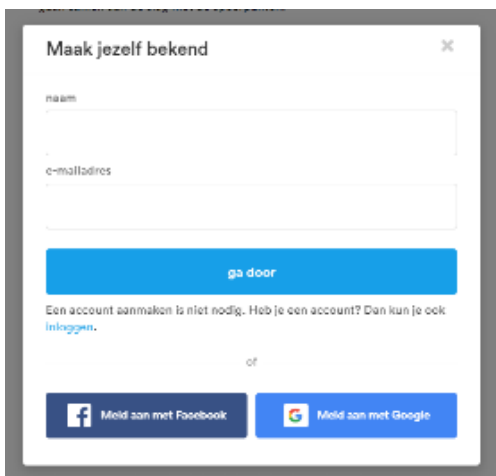 Maak jezelf bekend ×
naam
e-mailadres
ga door
Een account aanmaken is niet nodig. Heb je een account? Dan kun je ook
inloggen.
of
Meld aan met Facebook
Meld aan met Google